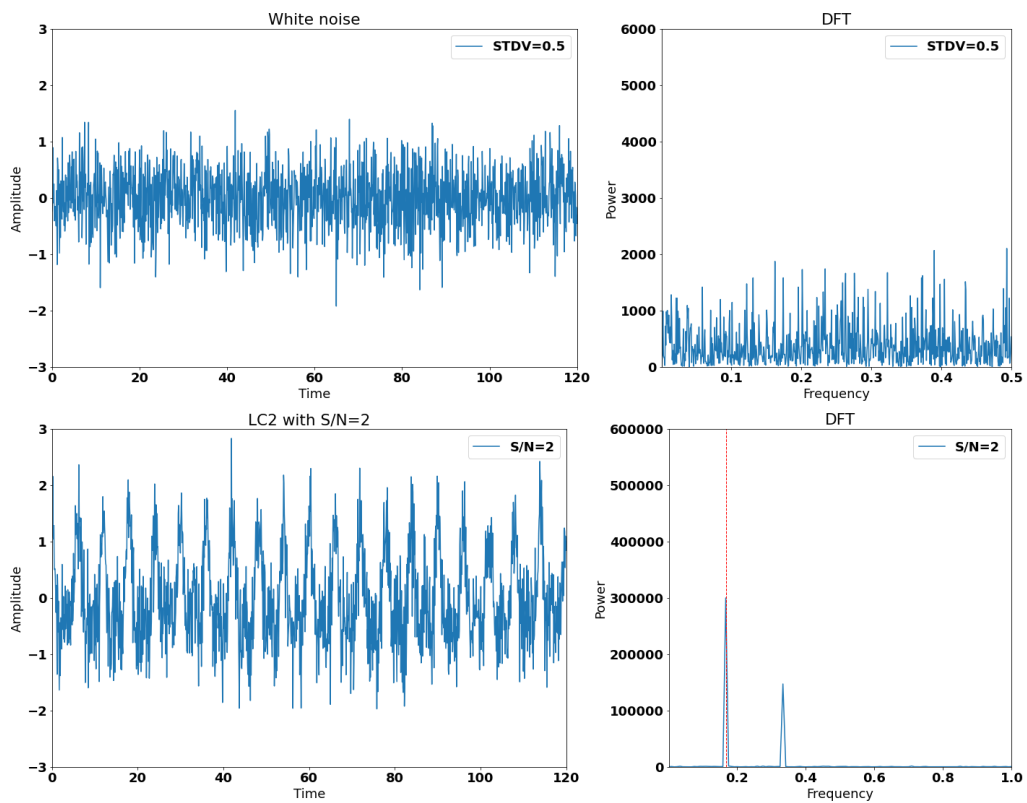 White noise
STDV=0.5
Amplitude
3
2
1
0
−1
−2
−3
0 20 40 60 80 100 120
Time
DFT
STDV=0.5
Power
6000
5000
4000
3000
2000
1000
0
0.1 0.2 0.3 0.4 0.5
Frequency
LC2 with S/N=2
S/N=2
Amplitude
3
2
1
0
−1
−2
−3
0 20 40 60 80 100 120
Time
DFT
S/N=2
Power
600000
500000
400000
300000
200000
100000
0
0.2 0.4 0.6 0.8 1.0
Frequency